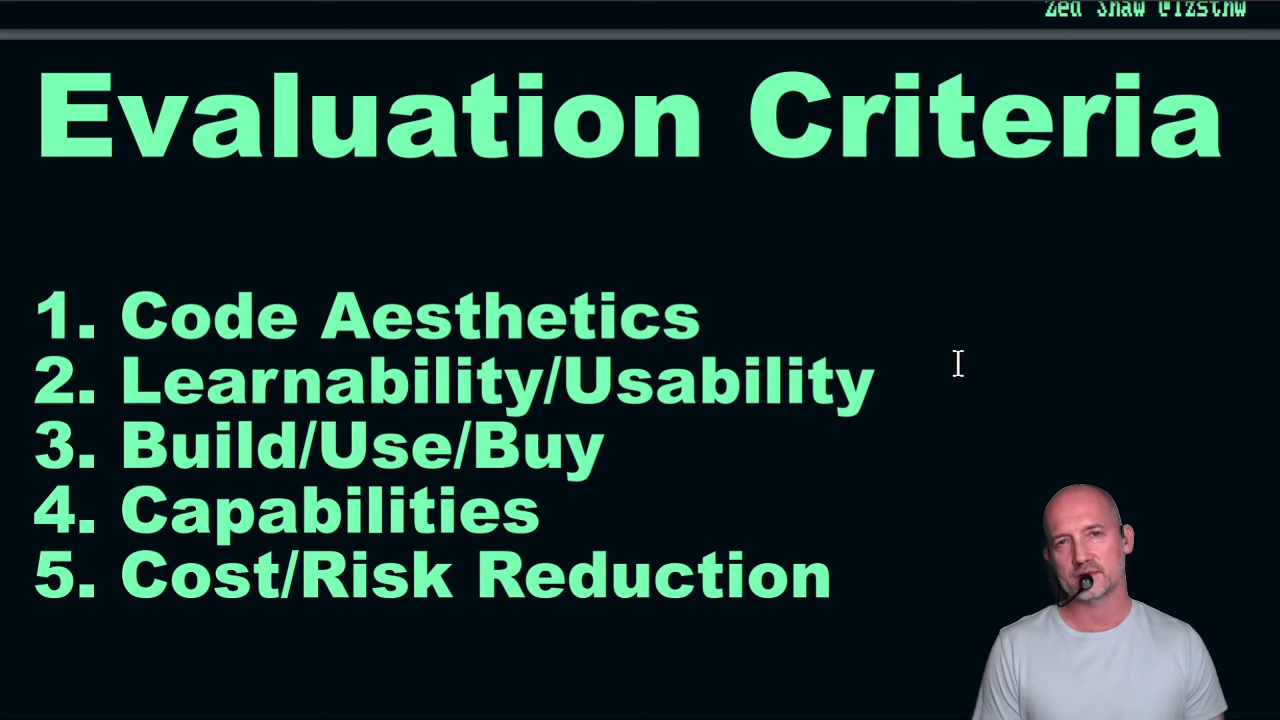 Zed Shaw @lzsthw
Evaluation Criteria
1. Code Aesthetics
2. Learnability/Usability
3. Build/Use/Buy
4. Capabilities
5. Cost/Risk Reduction